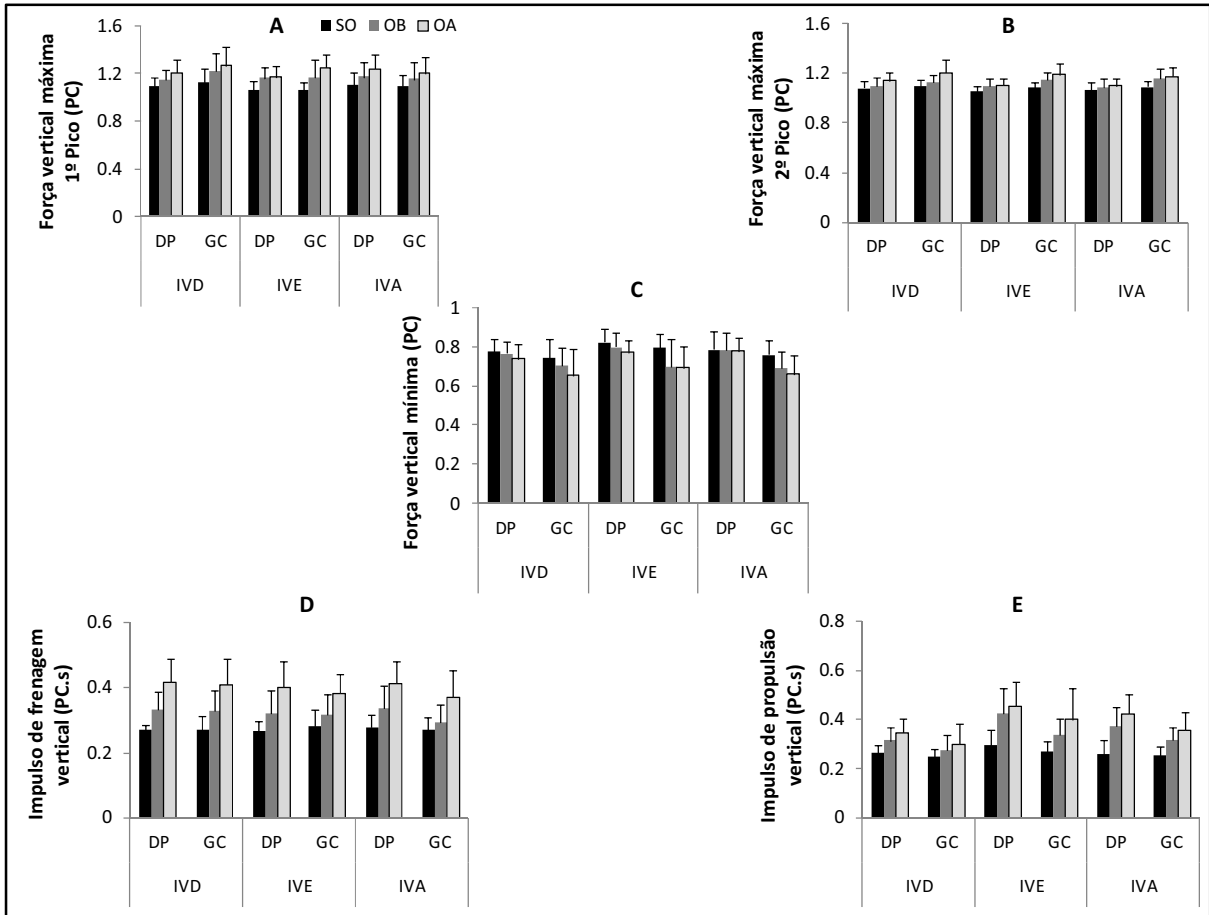 A
SO OB OA
Força vertical máxima
1º Pico (PC)
1.6
1.2
0.8
0.4
0
DP GC DP GC DP GC
IVD IVE IVA
B
Força vertical máxima
2º Pico (PC)
1.6
1.2
0.8
0.4
0
DP GC DP GC DP GC
IVD IVE IVA
C
Força vertical mínima (PC)
1
0.8
0.6
0.4
0.2
0
DP GC DP GC DP GC
IVD IVE IVA
D
Impulso de frenagem
vertical (PC.s)
0.6
0.4
0.2
0
DP GC DP GC DP GC
IVD IVE IVA
E
Impulso de propulsão
vertical (PC.s)
0.8
0.6
0.4
0.2
0
DP GC DP GC DP GC
IVD IVE IVA